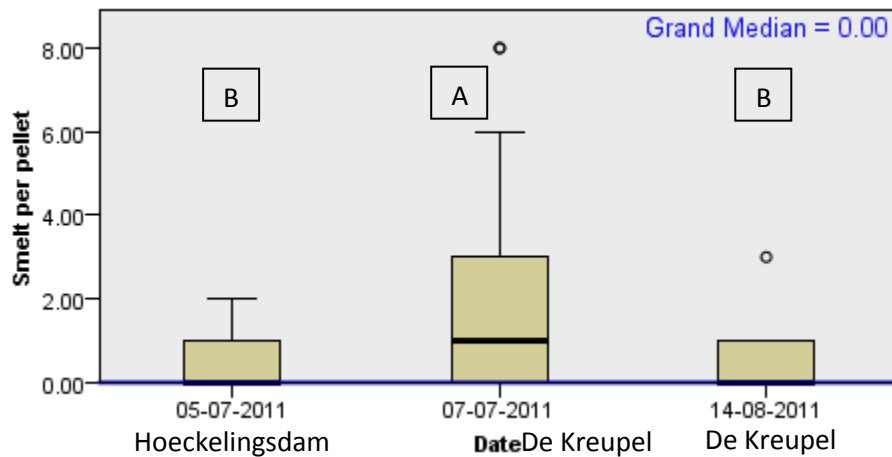 Grand Median = 0.00
8.00
B
A
B
6.00
Smelt per pellet
4.00
2.00
0.00
05-07-2011 07-07-2011 14-08-2011
Hoeckelingsdam DateDe Kreupel De Kreupel